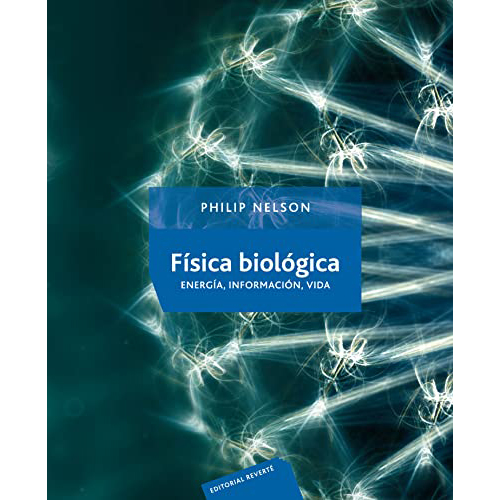 PHILIP NELSON
Física biológica
ENERGÍA, INFORMACIÓN, VIDA
EDITORIAL REVERTÉ